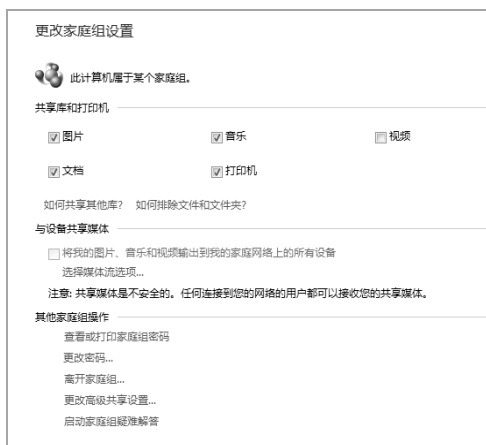 更改家庭组设置
此计算机属于某个家庭组。
共享库和打印机
图片 音乐 视频
文档 打印机
如何共享其他库? 如何排除文件和文件夹?
与设备共享媒体
将我的图片、音乐和视频输出到我的家庭网络上的所有设备
选择媒体流选项...
注意: 共享媒体是不安全的。任何连接到您的网络的用户都可以接收您的共享媒体。
其他家庭组操作
查看或打印家庭组密码
更改密码...
离开家庭组...
更改高级共享设置...
启动家庭组疑难解答